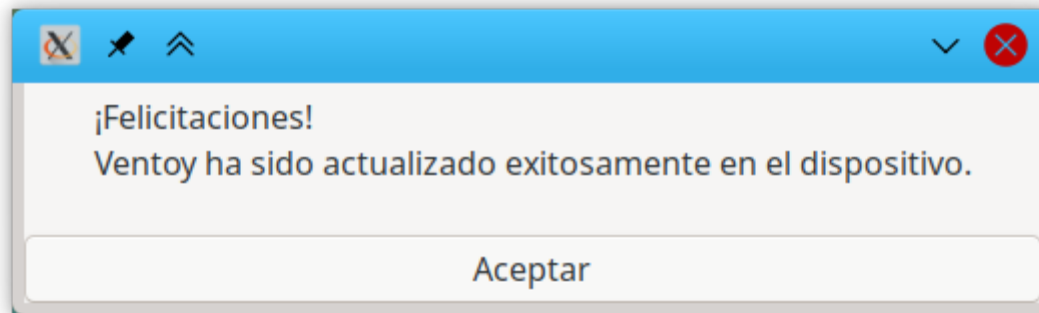 ¡Felicitaciones!
Ventoy ha sido actualizado exitosamente en el dispositivo.
Aceptar